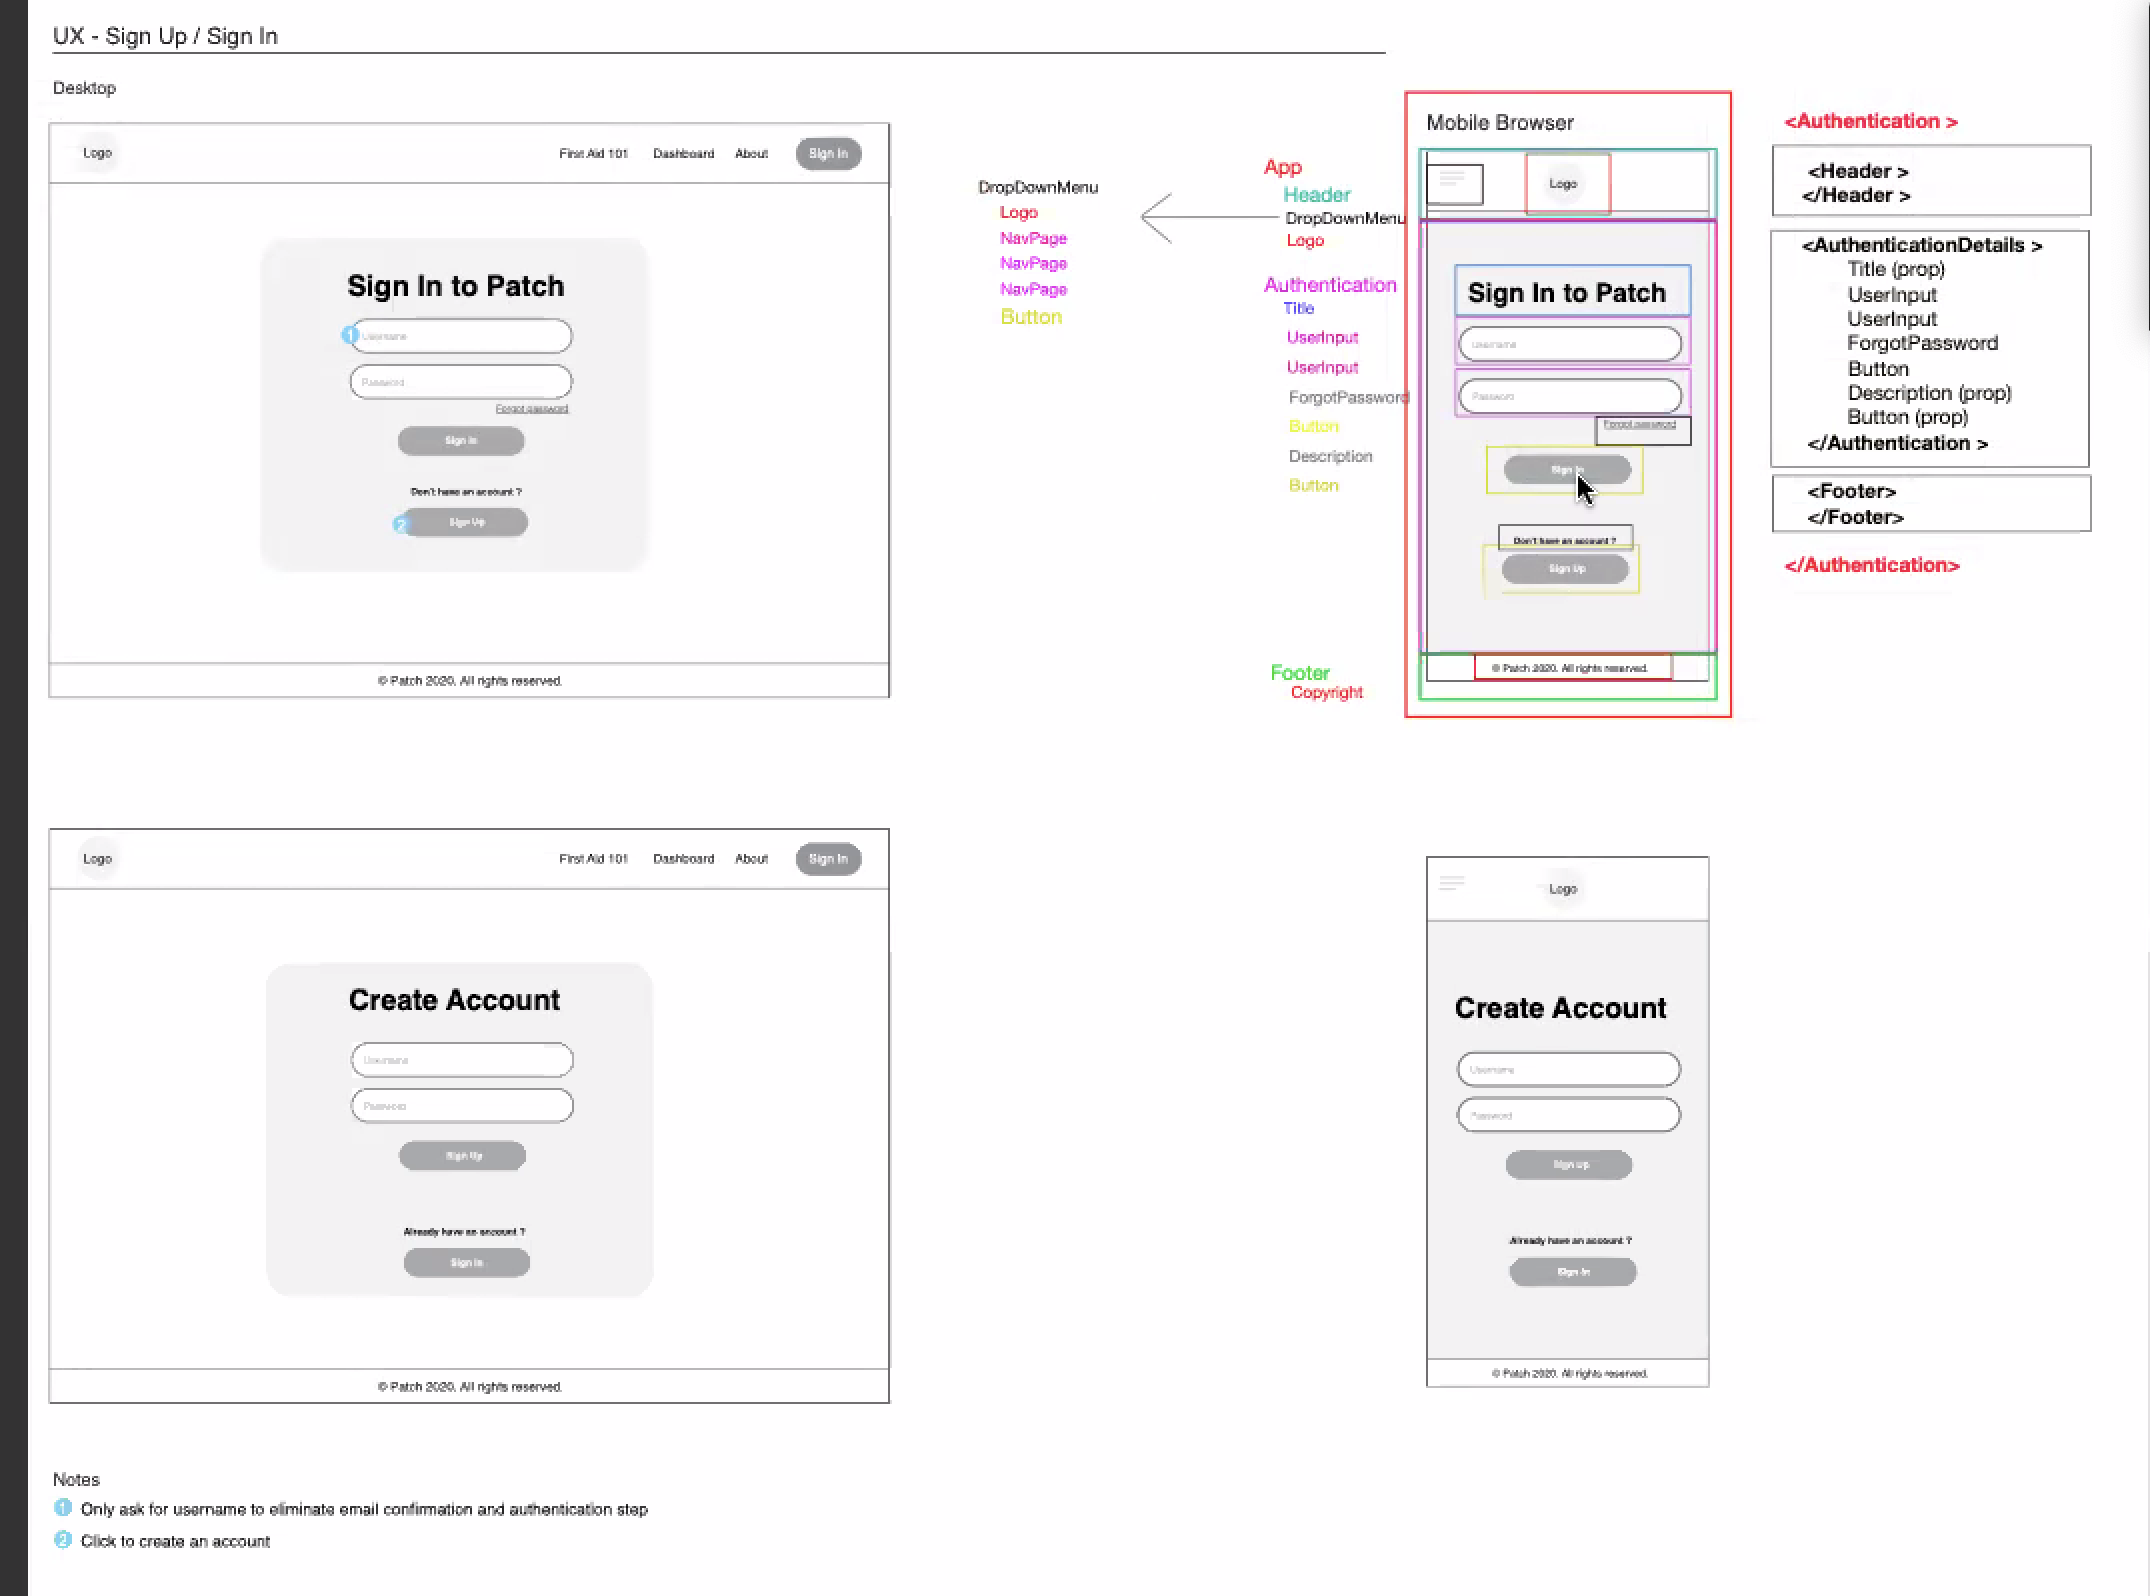 UX - Sign Up / Sign In
Desktop
Logo
First Aid 101
Dashboard
About
Sign In
Sign In to Patch
1
Username
Password
Forgot password
Sign In
Don't have an account ?
2
Sign Up
© Patch 2020. All rights reserved.
DropDownMenu
Logo
NavPage
NavPage
NavPage
Button
App
Header
DropDownMenu
Logo
Authentication
Title
UserInput
UserInput
ForgotPassword
Button
Description
Button
Footer
Copyright
Mobile Browser
Logo
Sign In to Patch
Username
Password
Forgot password
Sign In
Don't have an account ?
Sign Up
© Patch 2020. All rights reserved.
<Authentication >
<Header >
</Header >
<AuthenticationDetails >
Title (prop)
UserInput
UserInput
ForgotPassword
Button
Description (prop)
Button (prop)
</Authentication >
<Footer>
</Footer>
</Authentication>
Logo
First Aid 101
Dashboard
About
Sign In
Create Account
Username
Password
Sign Up
Already have an account ?
Sign In
© Patch 2020. All rights reserved.
Logo
Create Account
Username
Password
Sign Up
Already have an account ?
Sign In
© Patch 2020. All rights reserved.
Notes
1 Only ask for username to eliminate email confirmation and authentication step
2 Click to create an account